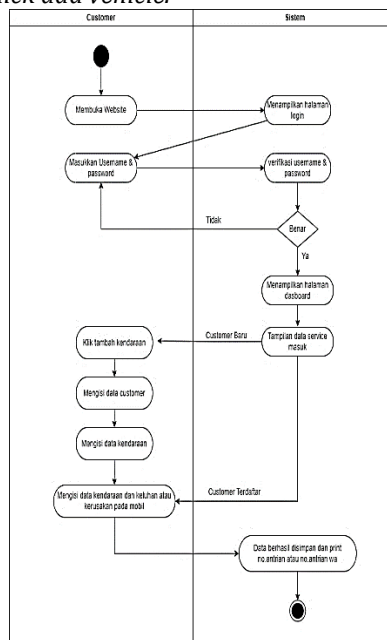 click add vehicle.
Customer
Sistem
Membuka Website
Menampilkan halaman
login
Masukkan Username &
password
verifikasi username &
password
Tidak
Benar
Ya
Menampilkan halaman
dasboard
Customer Baru
Tampilan data service
masuk
Klik tambah kendaraan
Mengisi data customer
Mengisi data kendaraan
Mengisi data kendaraan dan keluhan atau
kerusakan pada mobil
Customer Terdaftar
Data berhasil disimpan dan print
no.antrian atau no.antrian wa